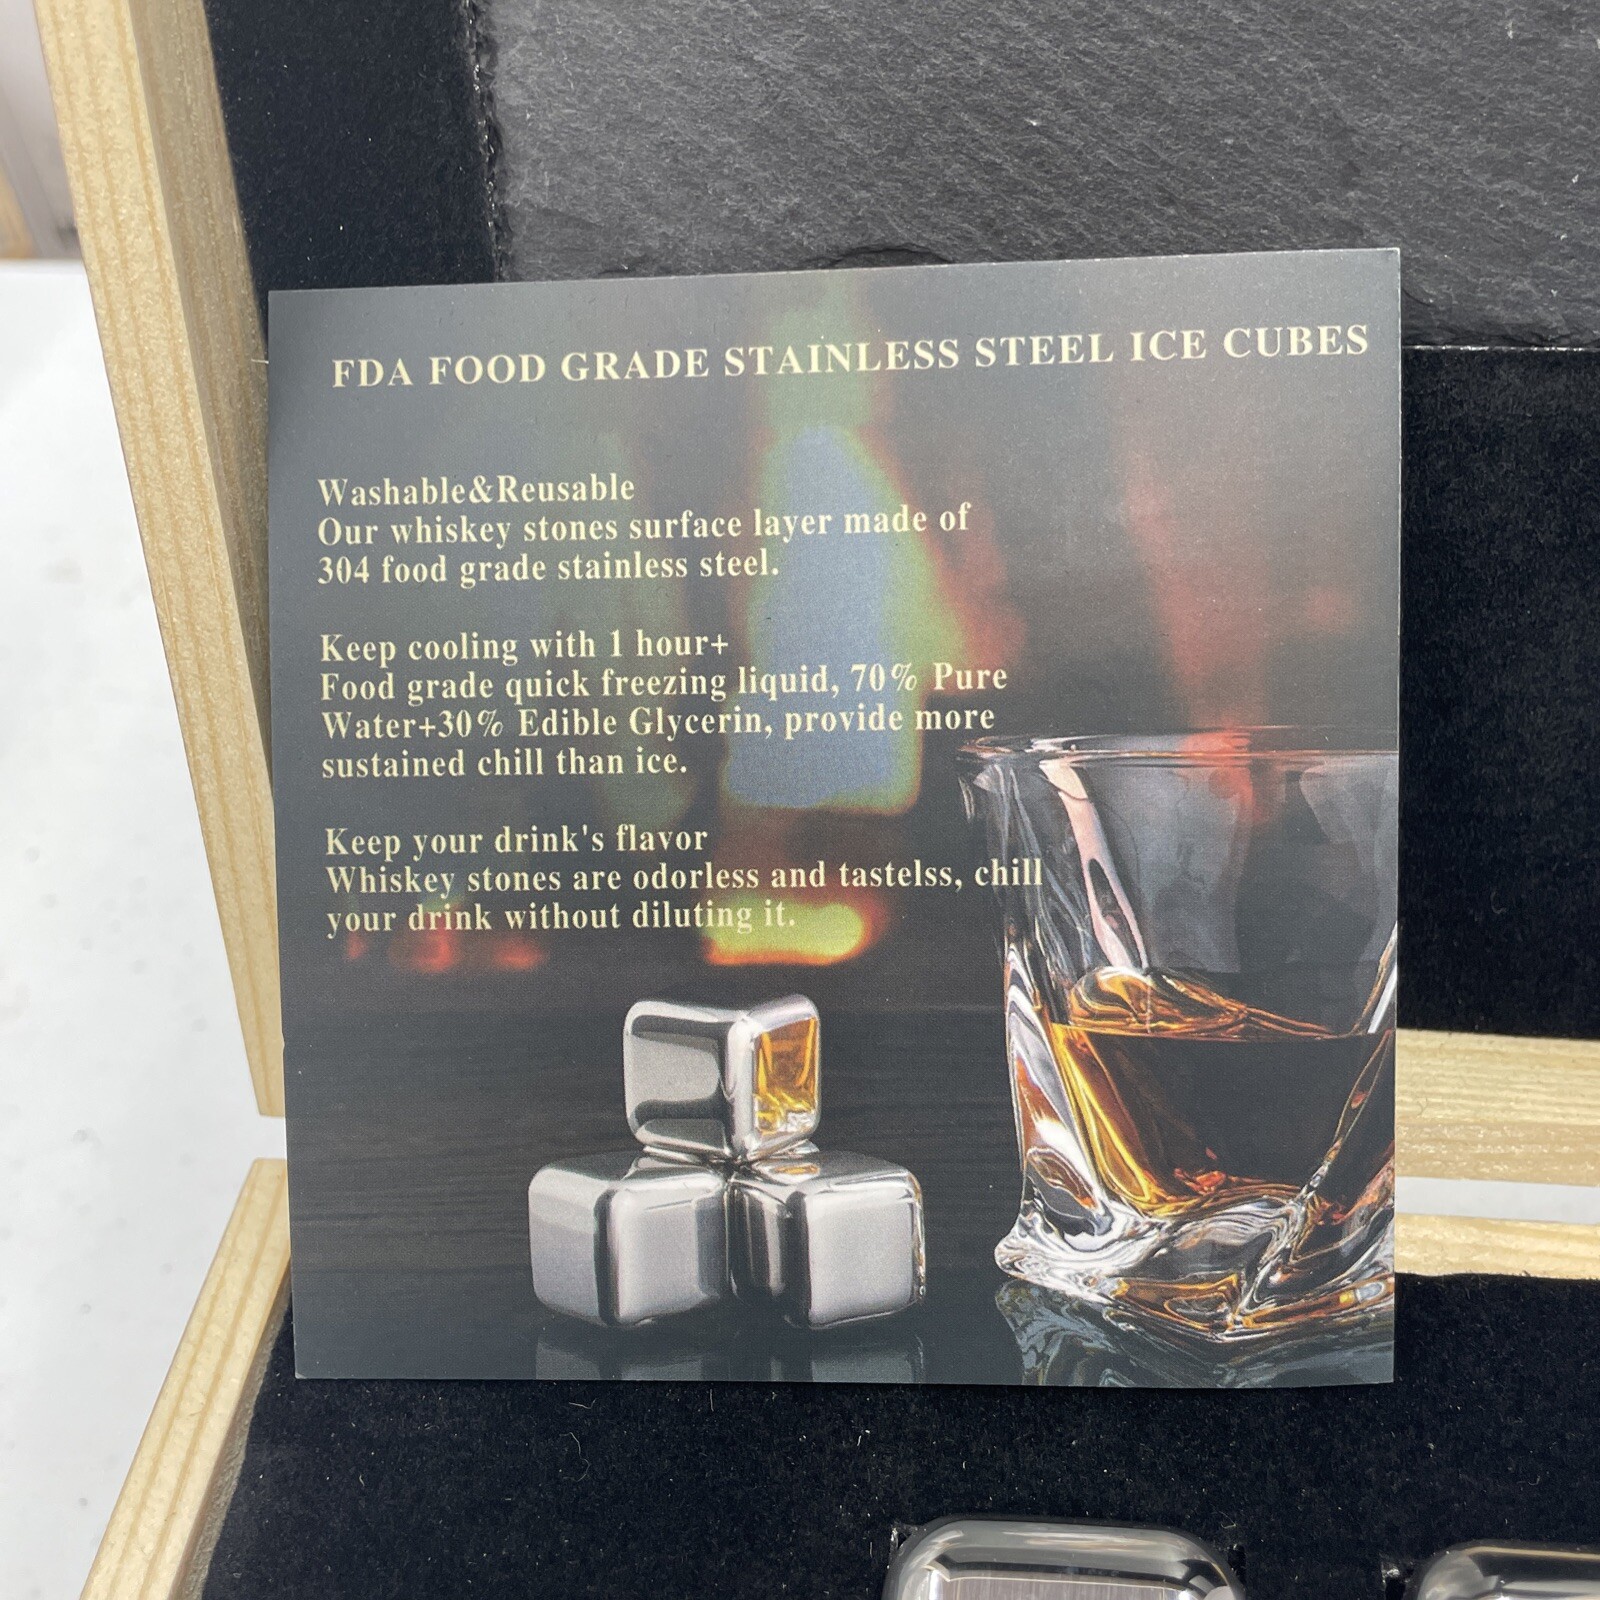 FDA FOOD GRADE STAINLESS STEEL ICE CUBES
Washable&Reusable
Our whiskey stones surface layer made of
304 food grade stainless steel.
Keep cooling with 1 hour+
Food grade quick freezing liquid, 70% Pure
Water+30% Edible Glycerin, provide more
sustained chill than ice.
Keep your drink's flavor
Whiskey stones are odorless and tastelss, chill
your drink without diluting it.